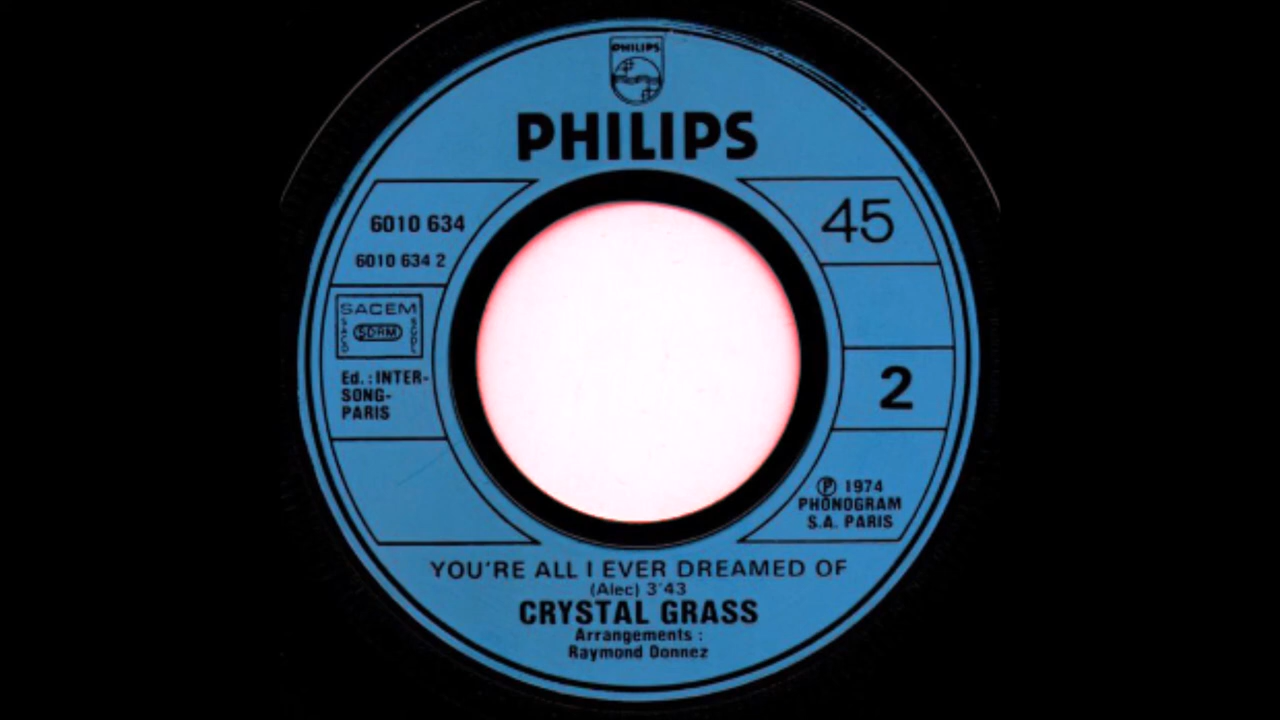 PHILIPS
PHILIPS
6010 634
6010 634 2
45
SACEM
SDRM
SACD
Ed. : INTER-
SONG-
PARIS
2
℗ 1974
PHONOGRAM
S.A. PARIS
YOU'RE ALL I EVER DREAMED OF
(Alec) 3'43
CRYSTAL GRASS
Arrangements :
Raymond Donnez